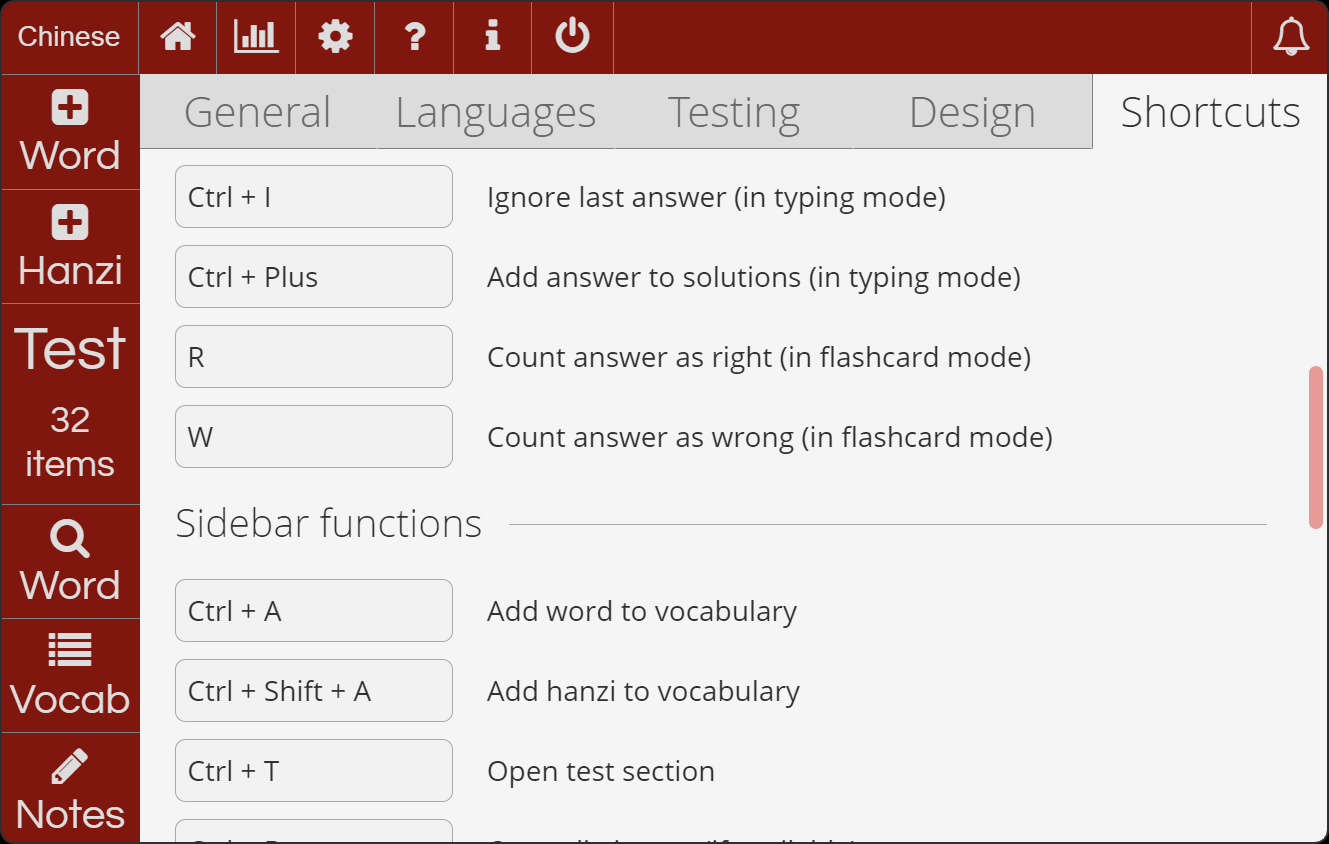 Chinese
Word
Hanzi
Test
32
items
Word
Vocab
Notes
General
Languages
Testing
Design
Shortcuts
Ctrl + I
Ignore last answer (in typing mode)
Ctrl + Plus
Add answer to solutions (in typing mode)
R
Count answer as right (in flashcard mode)
W
Count answer as wrong (in flashcard mode)
Sidebar functions
Ctrl + A
Add word to vocabulary
Ctrl + Shift + A
Add hanzi to vocabulary
Ctrl + T
Open test section